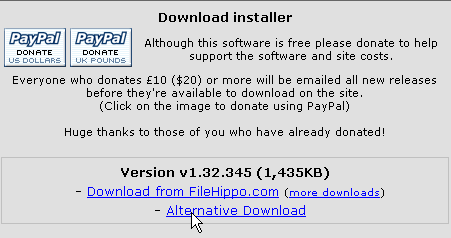 Download installer
PayPal
DONATE
US DOLLARS
PayPal
DONATE
UK POUNDS
Although this software is free please donate to help
support the software and site costs.
Everyone who donates £10 ($20) or more will be emailed all new releases
before they're available to download on the site.
(Click on the image to donate using PayPal)
Huge thanks to those of you who have already donated!
Version v1.32.345 (1,435KB)
- Download from FileHippo.com (more downloads)
- Alternative Download